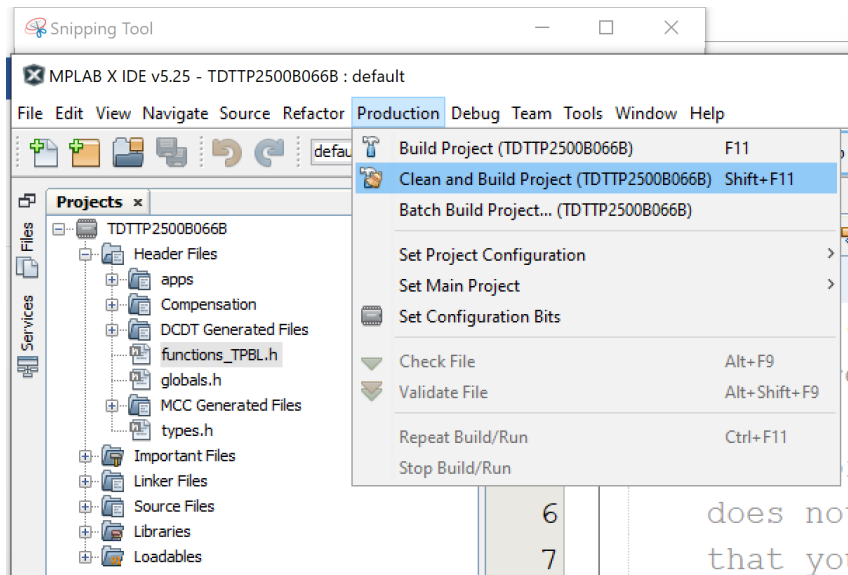 Snipping Tool
MPLAB X IDE v5.25 - TDTTP2500B066B : default
File Edit View Navigate Source Refactor Production Debug Team Tools Window Help
Build Project (TDTTP2500B066B) F11
Clean and Build Project (TDTTP2500B066B) Shift+F11
Batch Build Project... (TDTTP2500B066B)
Set Project Configuration
Set Main Project
Set Configuration Bits
Check File Alt+F9
Validate File Alt+Shift+F9
Repeat Build/Run Ctrl+F11
Stop Build/Run
defau
Projects ×
Files
Services
TDTTP2500B066B
Header Files
apps
Compensation
DCDT Generated Files
functions_TPBL.h
globals.h
MCC Generated Files
types.h
Important Files
Linker Files
Source Files
Libraries
Loadables
6 does no
7 that yo